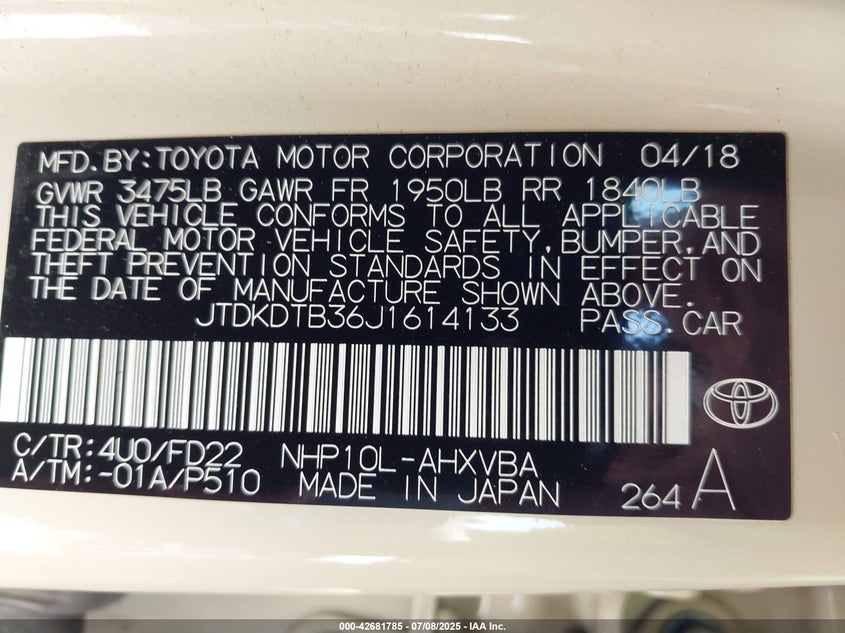 MFD.BY:TOYOTA MOTOR CORPORATION 04/18
GVWR 3475LB GAWR FR 1950LB RR 1840LB
THIS VEHICLE CONFORMS TO ALL APPLICABLE
FEDERAL MOTOR VEHICLE SAFETY,BUMPER,AND
THEFT PREVENTION STANDARDS IN EFFECT ON
THE DATE OF MANUFACTURE SHOWN ABOVE.
JTDKDTB36J1614133 PASS.CAR
C/TR:4U0/FD22 NHP10L-AHXVBA
A/TM:-01A/P510 MADE IN JAPAN 264 A
000-42681785 - 07/08/2025 - IAA Inc.